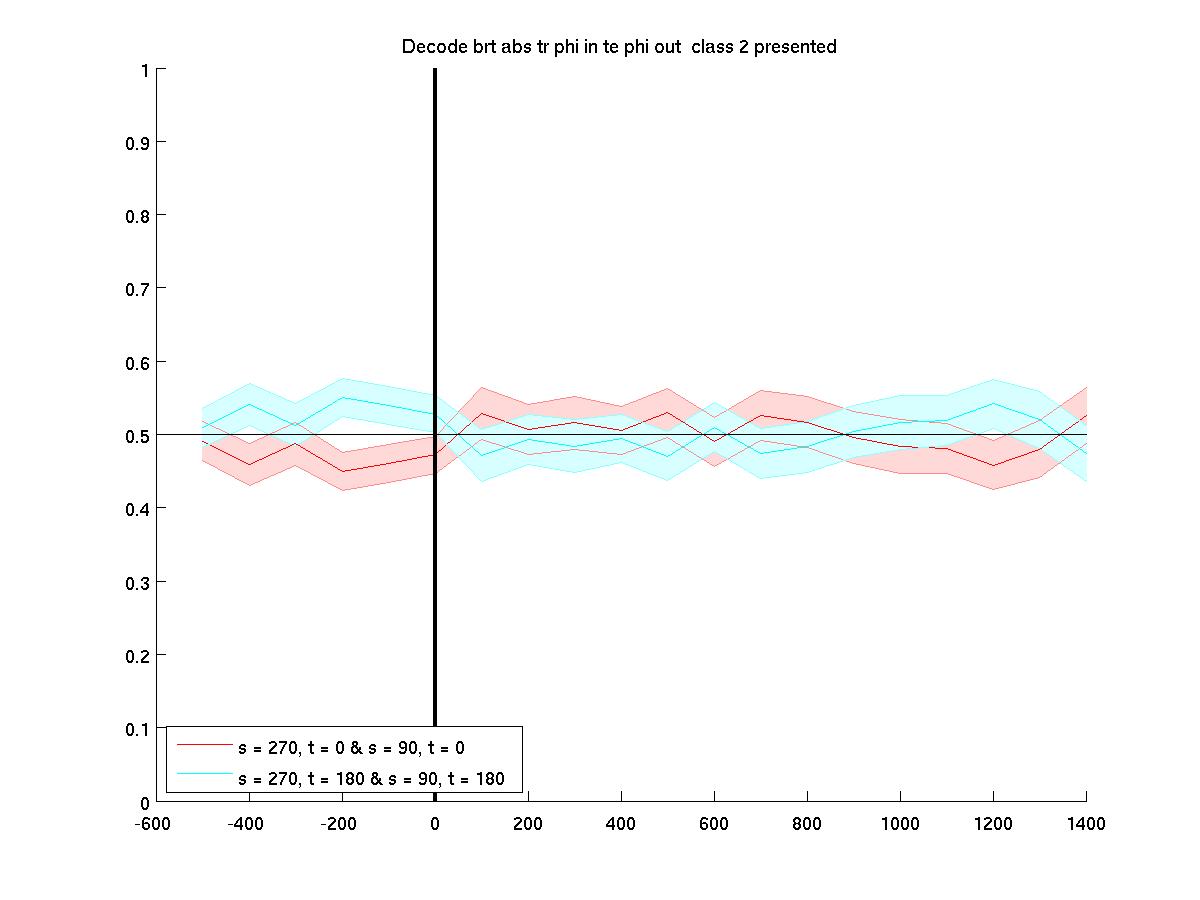 Decode brt abs tr phi in te phi out  class 2 presented
1
0.9
0.8
0.7
0.6
0.5
0.4
0.3
0.2
0.1
0
s = 270, t = 0 & s = 90, t = 0
s = 270, t = 180 & s = 90, t = 180
-600 -400 -200 0 200 400 600 800 1000 1200 1400